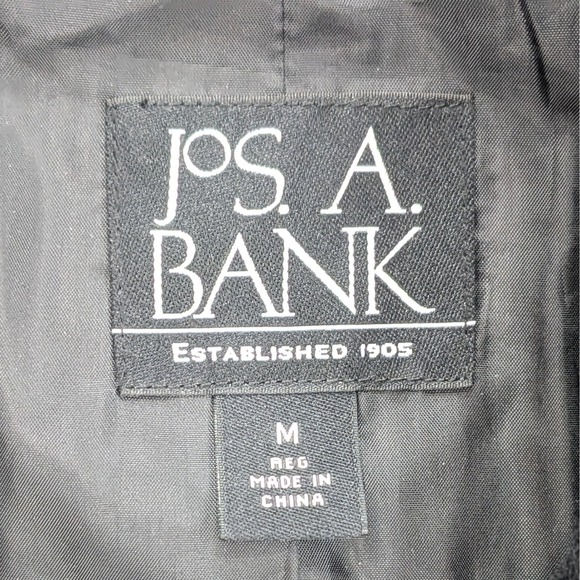 JoS. A.
BANK
ESTABLISHED 1905
M
REG
MADE IN
CHINA